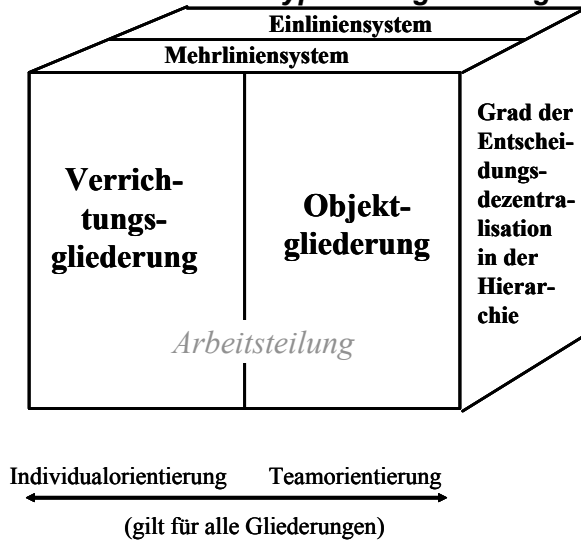 Einliniensystem
Mehrliniensystem
Verrich-
tungs-
gliederung
Objekt-
gliederung
Grad der
Entschei-
dungs-
dezentra-
lisation
in der
Hierar-
chie
Arbeitsteilung
Individualorientierung Teamorientierung
(gilt für alle Gliederungen)